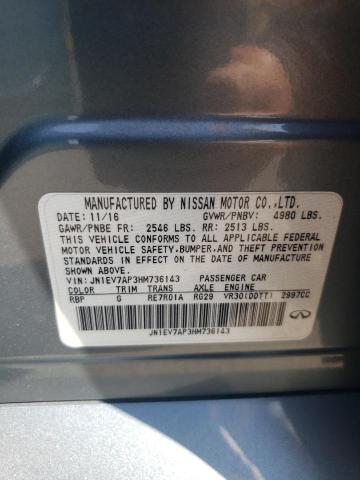 MANUFACTURED BY NISSAN MOTOR CO.,LTD.
DATE: 11/16 GVWR/PNBV: 4980 LBS.
GAWR/PNBE FR: 2546 LBS. RR: 2513 LBS.
THIS VEHICLE CONFORMS TO ALL APPLICABLE FEDERAL
MOTOR VEHICLE SAFETY, BUMPER, AND THEFT PREVENTION
STANDARDS IN EFFECT ON THE DATE OF MANUFACTURE
SHOWN ABOVE.
VIN: JN1EV7AP3HM736143 PASSENGER CAR
COLOR TRIM TRANS AXLE ENGINE
RBP G RE7R01A RG29 VR30(DDTT) 2997CC
JN1EV7AP3HM736143